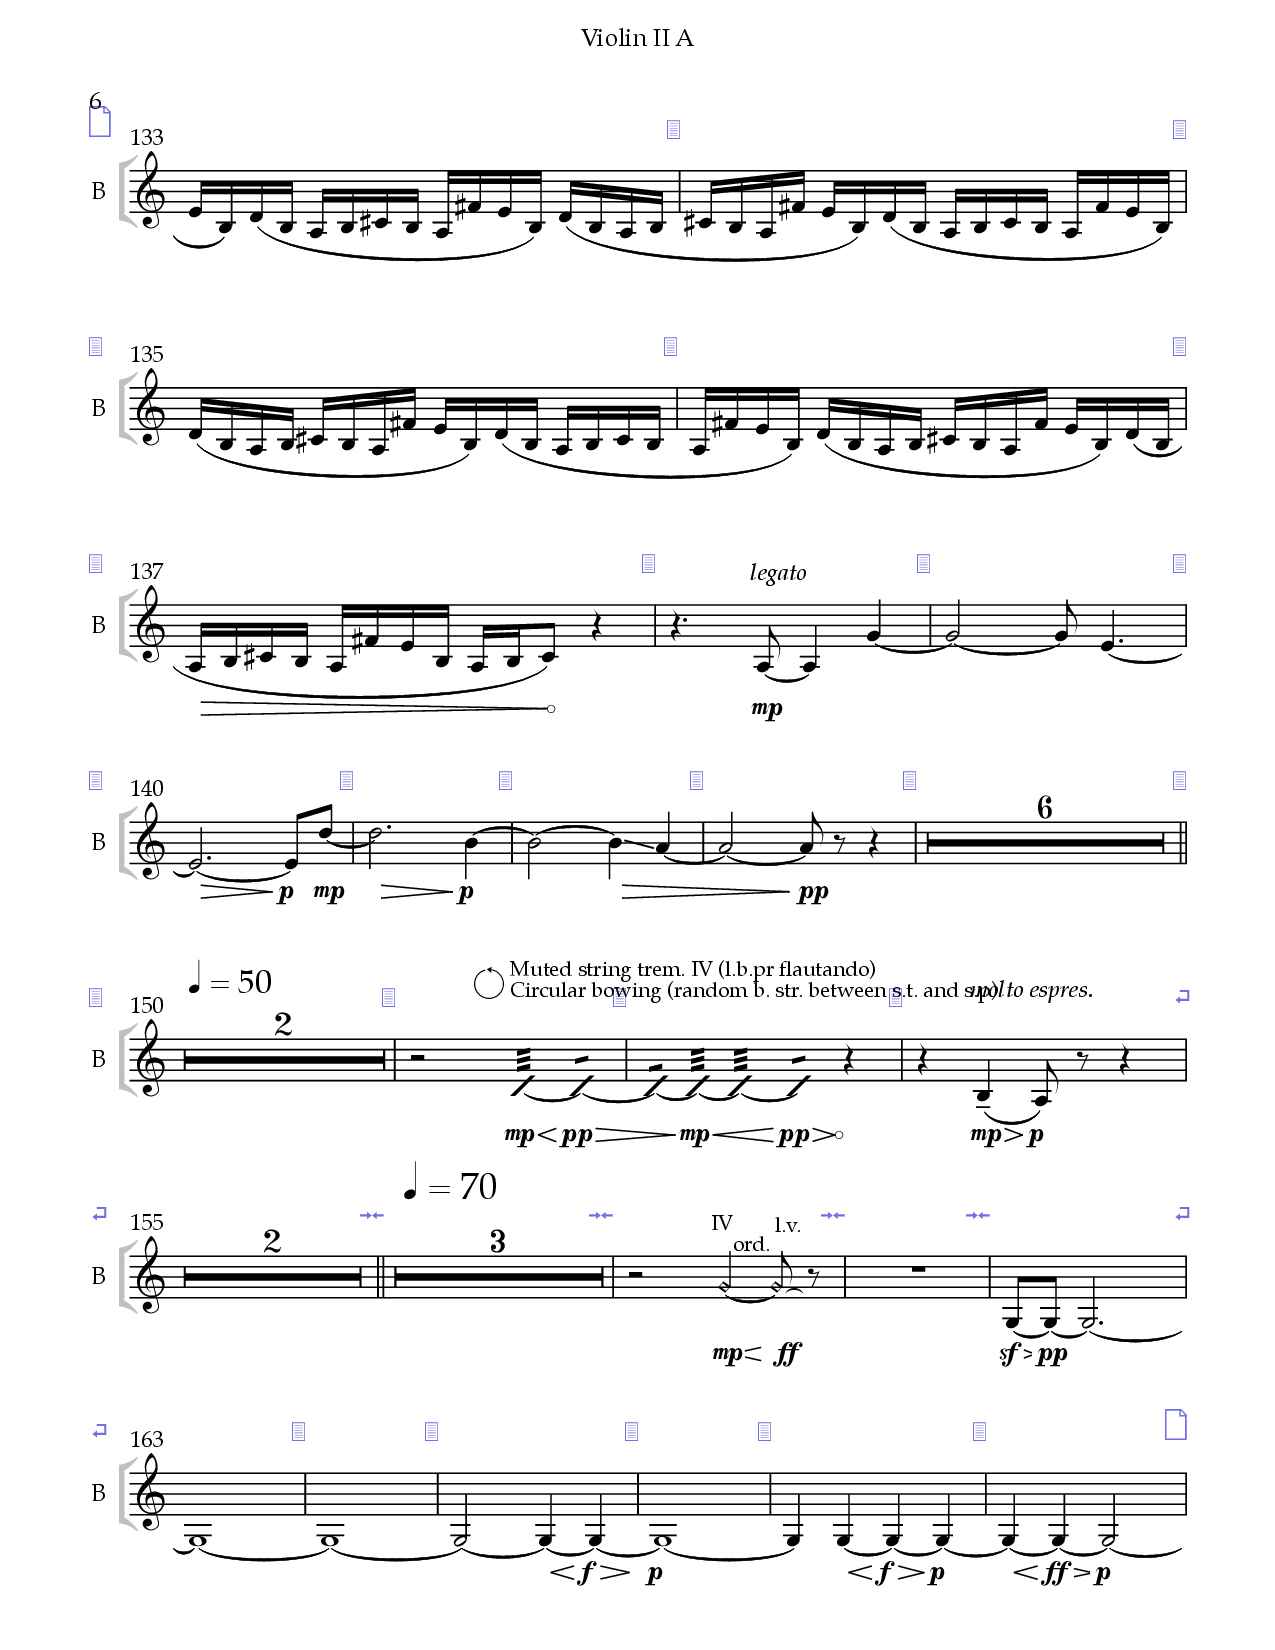 Violin II A
6
133
B
135
B
137
legato
B
mp
140
6
B
p mp p pp
= 50
Muted string trem. IV (l.b.pr flautando)
Circular bowing (random b. str. between s.t. and s.p)
molto espres.
150
2
B
mp pp mp pp mp p
= 70
155
2 3
IV
ord.
l.v.
B
mp ff sf pp
163
B
f p f p ff p